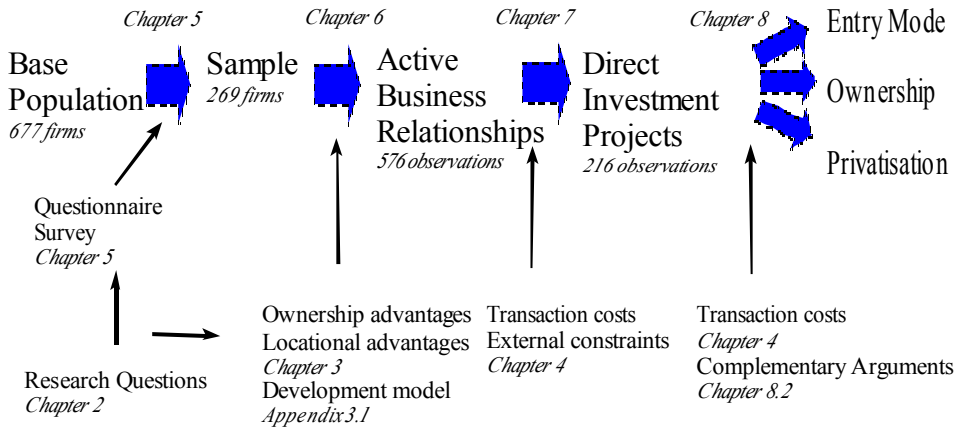 Chapter 5
Chapter 6
Chapter 7
Chapter 8
Base
Population
677 firms
Sample
269 firms
Active
Business
Relationships
576 observations
Direct
Investment
Projects
216 observations
Entry Mode
Ownership
Privatisation
Questionnaire
Survey
Chapter 5
Research Questions
Chapter 2
Ownership advantages
Locational advantages
Chapter 3
Development model
Appendix 3.1
Transaction costs
External constraints
Chapter 4
Transaction costs
Chapter 4
Complementary Arguments
Chapter 8.2